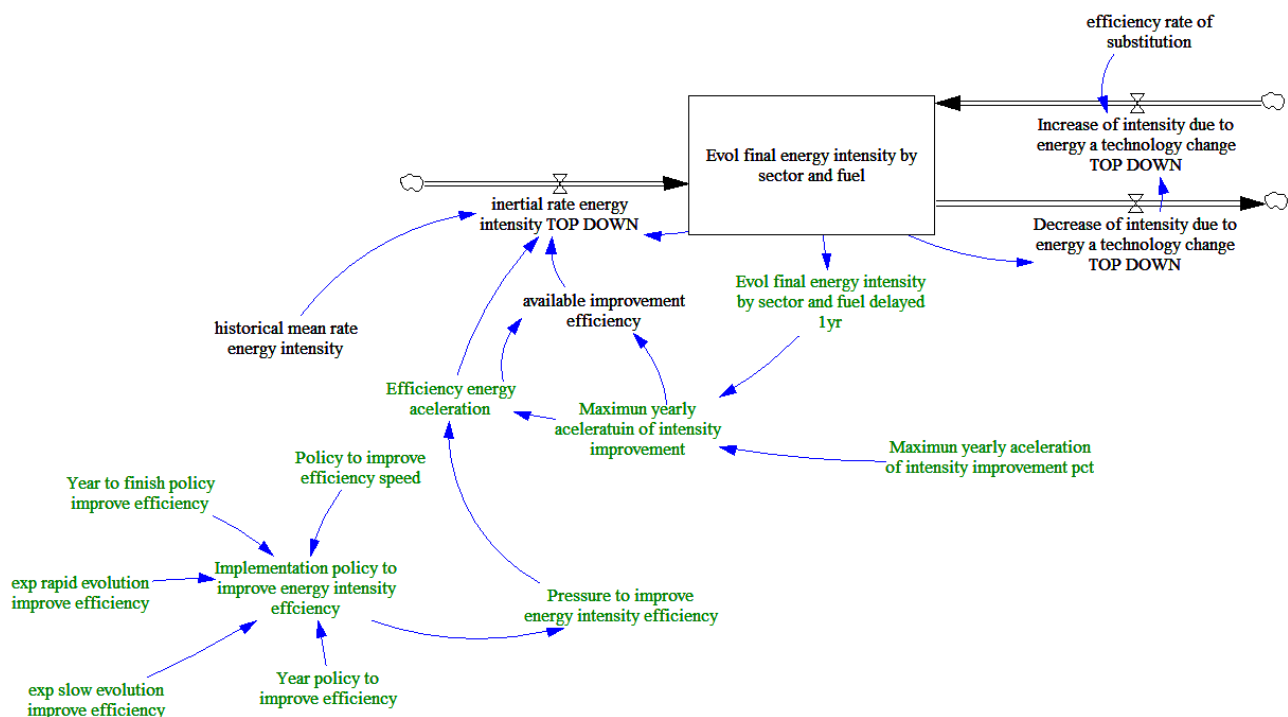 efficiency rate of
substitution
Increase of intensity due to
energy a technology change
TOP DOWN
Evol final energy intensity by
sector and fuel
inertial rate energy
intensity TOP DOWN
Decrease of intensity due to
energy a technology change
TOP DOWN
Evol final energy intensity
by sector and fuel delayed
1yr
available improvement
efficiency
historical mean rate
energy intensity
Efficiency energy
aceleration
Maximun yearly
aceleratuin of intensity
improvement
Maximun yearly aceleration
of intensity improvement pct
Policy to improve
efficiency speed
Year to finish policy
improve efficiency
Implementation policy to
improve energy intensity
effciency
exp rapid evolution
improve efficiency
Pressure to improve
energy intensity efficiency
exp slow evolution
improve efficiency
Year policy to
improve efficiency